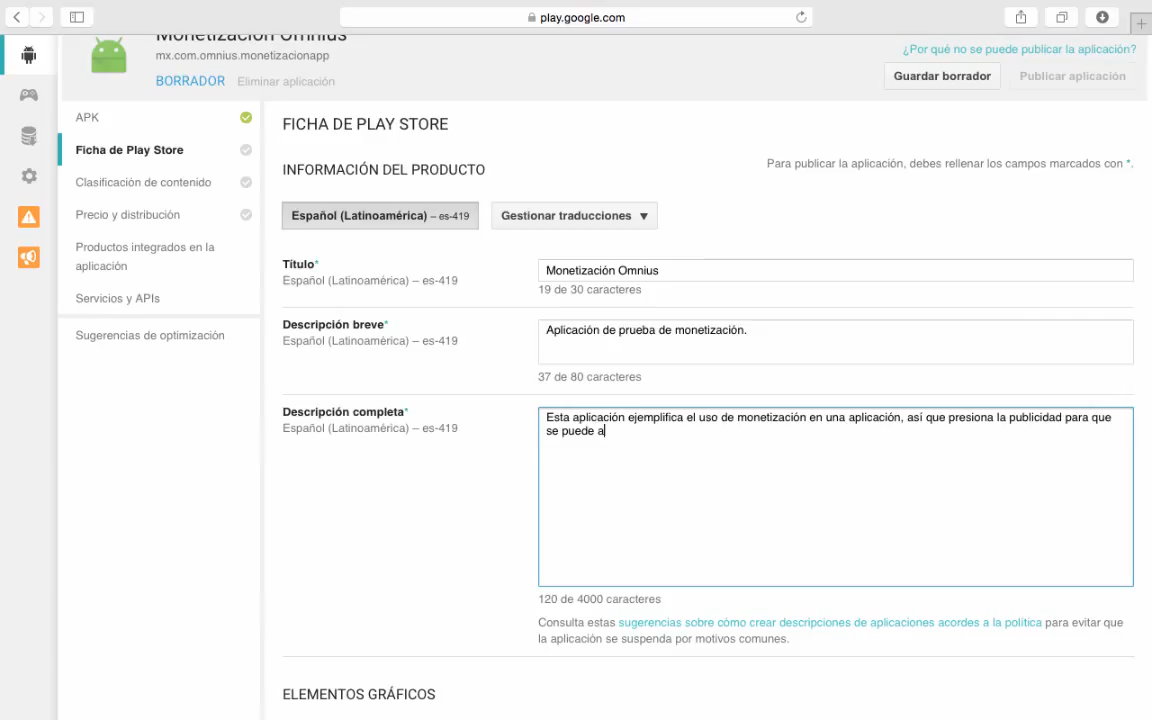 play.google.com
Monetización Omnius
mx.com.omnius.monetizacionapp
BORRADOR Eliminar aplicación
¿Por qué no se puede publicar la aplicación?
Guardar borrador Publicar aplicación
APK
Ficha de Play Store
Clasificación de contenido
Precio y distribución
Productos integrados en la
aplicación
Servicios y APIs
Sugerencias de optimización
FICHA DE PLAY STORE
INFORMACIÓN DEL PRODUCTO
Para publicar la aplicación, debes rellenar los campos marcados con *.
Español (Latinoamérica) – es-419 Gestionar traducciones ▼
Título*
Español (Latinoamérica) – es-419
Monetización Omnius
19 de 30 caracteres
Descripción breve*
Español (Latinoamérica) – es-419
Aplicación de prueba de monetización.
37 de 80 caracteres
Descripción completa*
Español (Latinoamérica) – es-419
Esta aplicación ejemplifica el uso de monetización en una aplicación, así que presiona la publicidad para que
se puede a
120 de 4000 caracteres
Consulta estas sugerencias sobre cómo crear descripciones de aplicaciones acordes a la política para evitar que
la aplicación se suspenda por motivos comunes.
ELEMENTOS GRÁFICOS